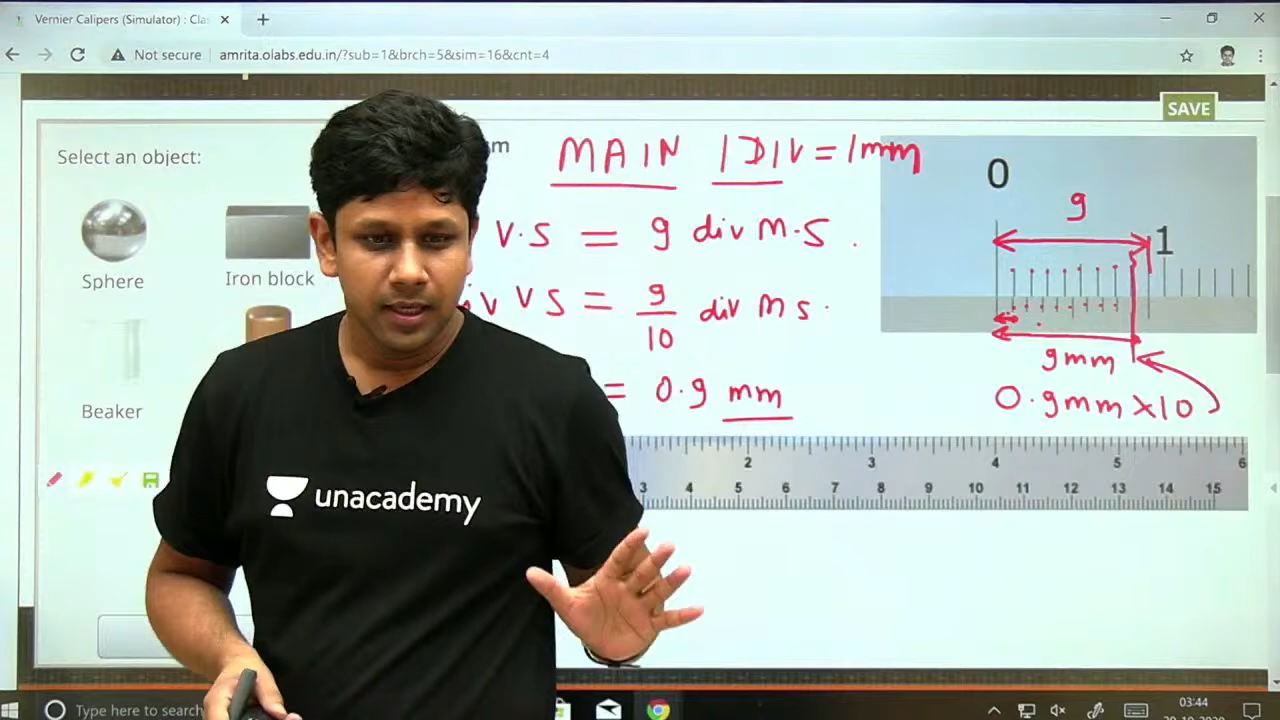 Vernier Calipers (Simulator) : Cla
Not secure amrita.olabs.edu.in/?sub=1&brch=5&sim=16&cnt=4
SAVE
Select an object:
Sphere
Iron block
Beaker
MAIN 1DIV = 1mm
V.S = 9 div M.S.
V S = 9/10 div M S.
= 0.9 mm
0
9
1
9mm
0.9mm×10
2 3 4 5 6
3 4 5 6 7 8 9 10 11 12 13 14 15
unacademy
Type here to search
03:44